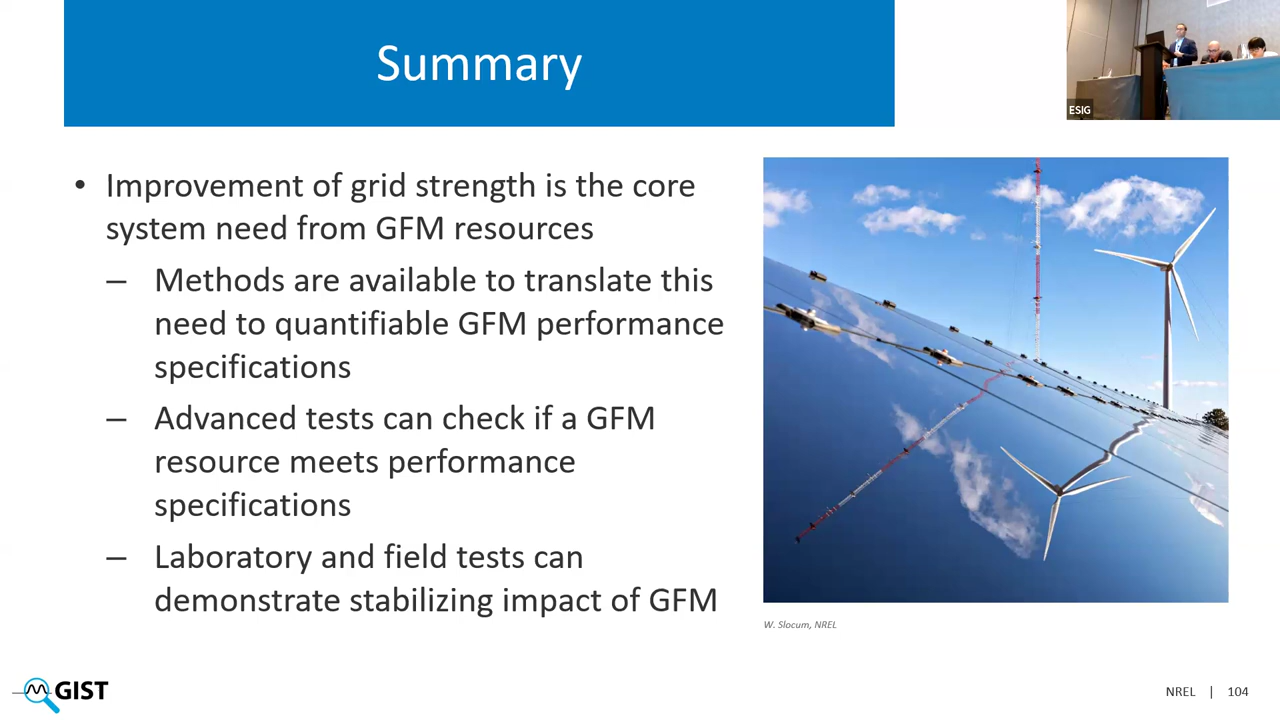 Summary
ESIG
• Improvement of grid strength is the core
system need from GFM resources
– Methods are available to translate this
need to quantifiable GFM performance
specifications
– Advanced tests can check if a GFM
resource meets performance
specifications
– Laboratory and field tests can
demonstrate stabilizing impact of GFM
W. Slocum, NREL
GIST
NREL | 104